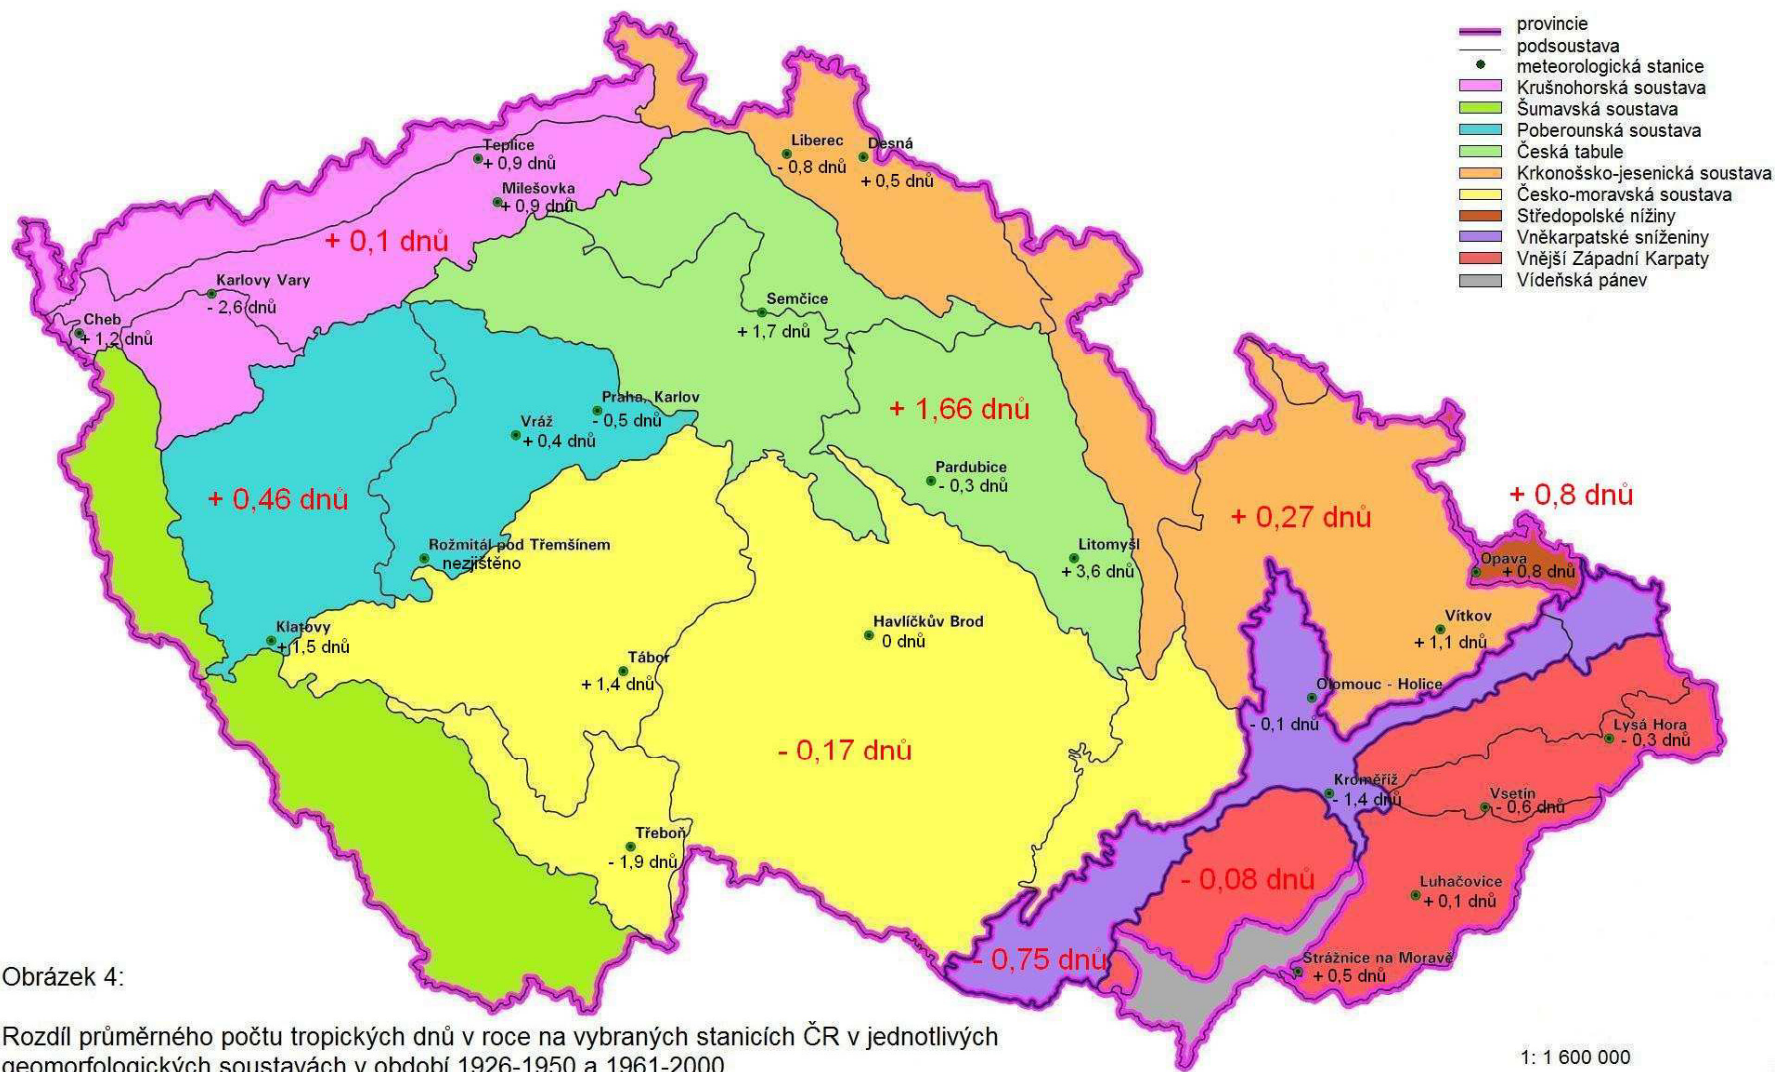 provincie
podsoustava
meteorologická stanice
Krušnohorská soustava
Šumavská soustava
Poberounská soustava
Česká tabule
Krkonošsko-jesenická soustava
Česko-moravská soustava
Středopolské nížiny
Vněkarpatské sníženiny
Vnější Západní Karpaty
Vídeňská pánev
Teplice
+ 0,9 dnů
Milešovka
+ 0,9 dnů
Liberec
- 0,8 dnů
Desná
+ 0,5 dnů
+ 0,1 dnů
Karlovy Vary
- 2,6 dnů
Cheb
+ 1,2 dnů
Semčice
+ 1,7 dnů
Praha, Karlov
- 0,5 dnů
Vráž
+ 0,4 dnů
+ 1,66 dnů
Pardubice
- 0,3 dnů
+ 0,46 dnů
+ 0,27 dnů
+ 0,8 dnů
Rožmitál pod Třemšínem
nezjištěno
Litomyšl
+ 3,6 dnů
Opava
+ 0,8 dnů
Klatovy
+ 1,5 dnů
Havlíčkův Brod
0 dnů
Vítkov
+ 1,1 dnů
Tábor
+ 1,4 dnů
Olomouc - Holice
- 0,1 dnů
- 0,17 dnů
Lysá Hora
- 0,3 dnů
Kroměříž
- 1,4 dnů
Vsetín
- 0,6 dnů
Třeboň
- 1,9 dnů
- 0,08 dnů
Luhačovice
+ 0,1 dnů
- 0,75 dnů
Strážnice na Moravě
+ 0,5 dnů
Obrázek 4:
Rozdíl průměrného počtu tropických dnů v roce na vybraných stanicích ČR v jednotlivých
geomorfologických soustavách v období 1926-1950 a 1961-2000
1: 1 600 000